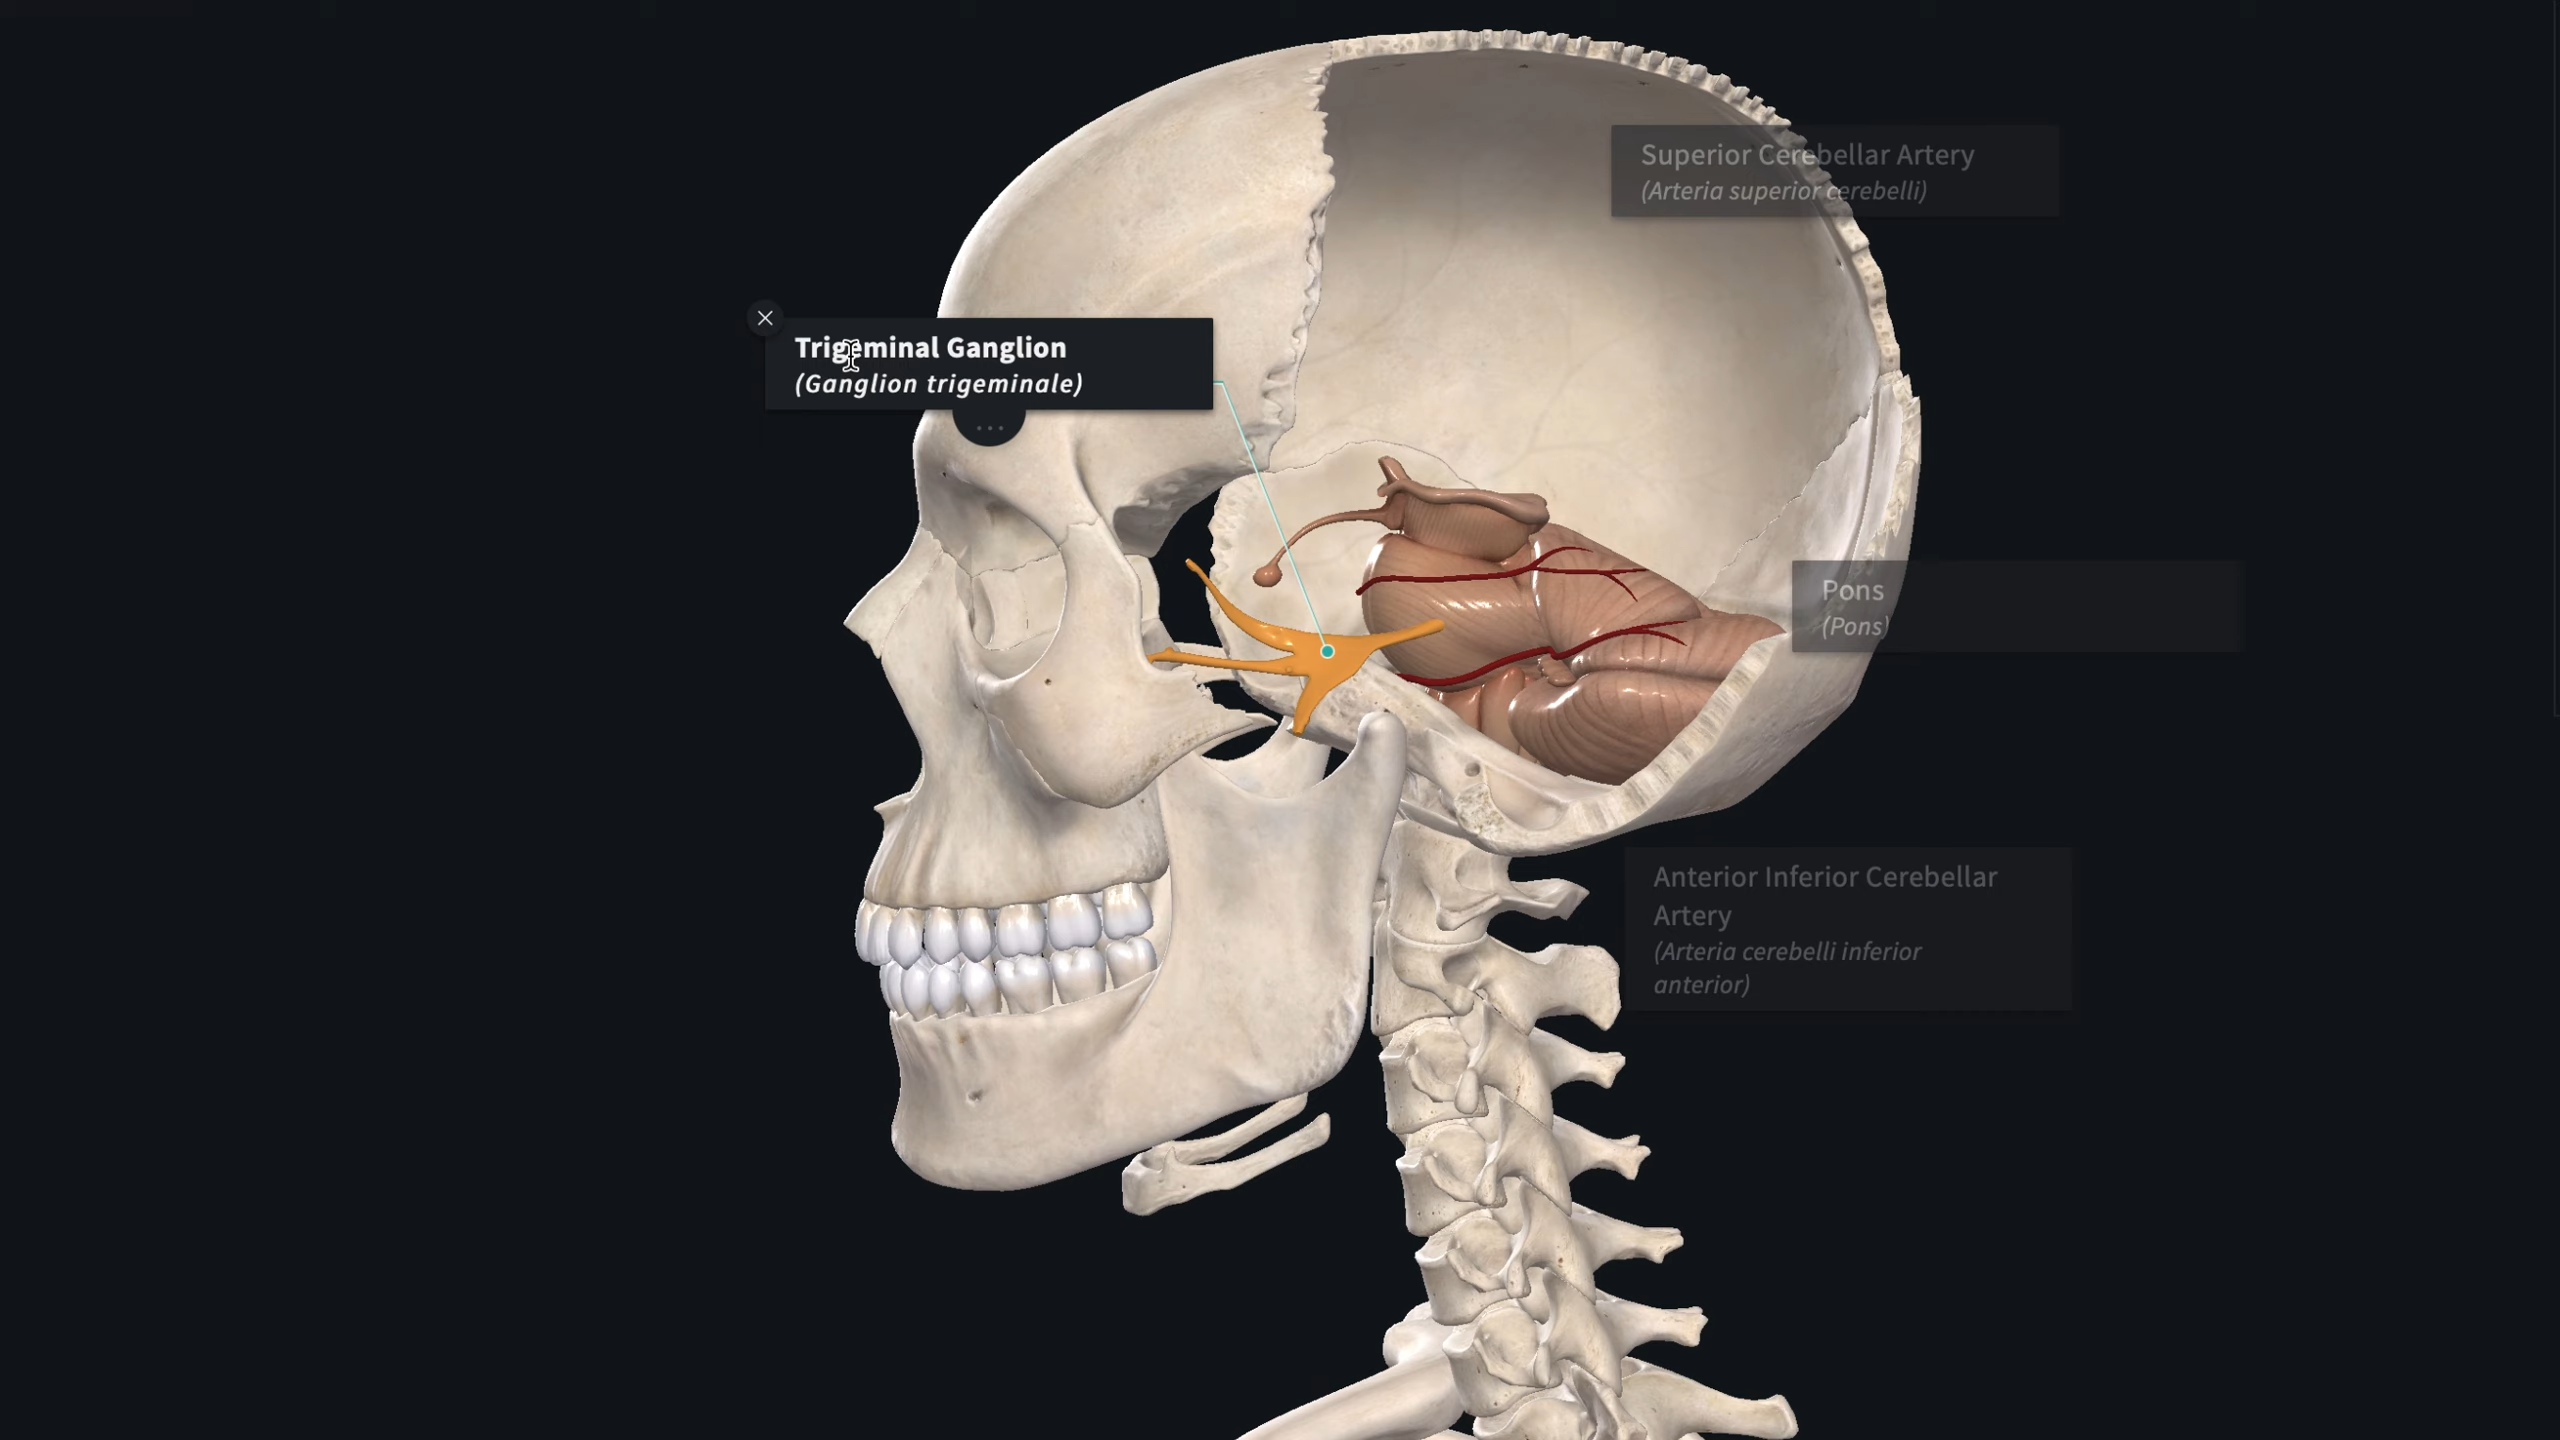 Superior Cerebellar Artery
(Arteria superior cerebelli)
Trigeminal Ganglion
(Ganglion trigeminale)
Pons
(Pons)
Anterior Inferior Cerebellar
Artery
(Arteria cerebelli inferior
anterior)